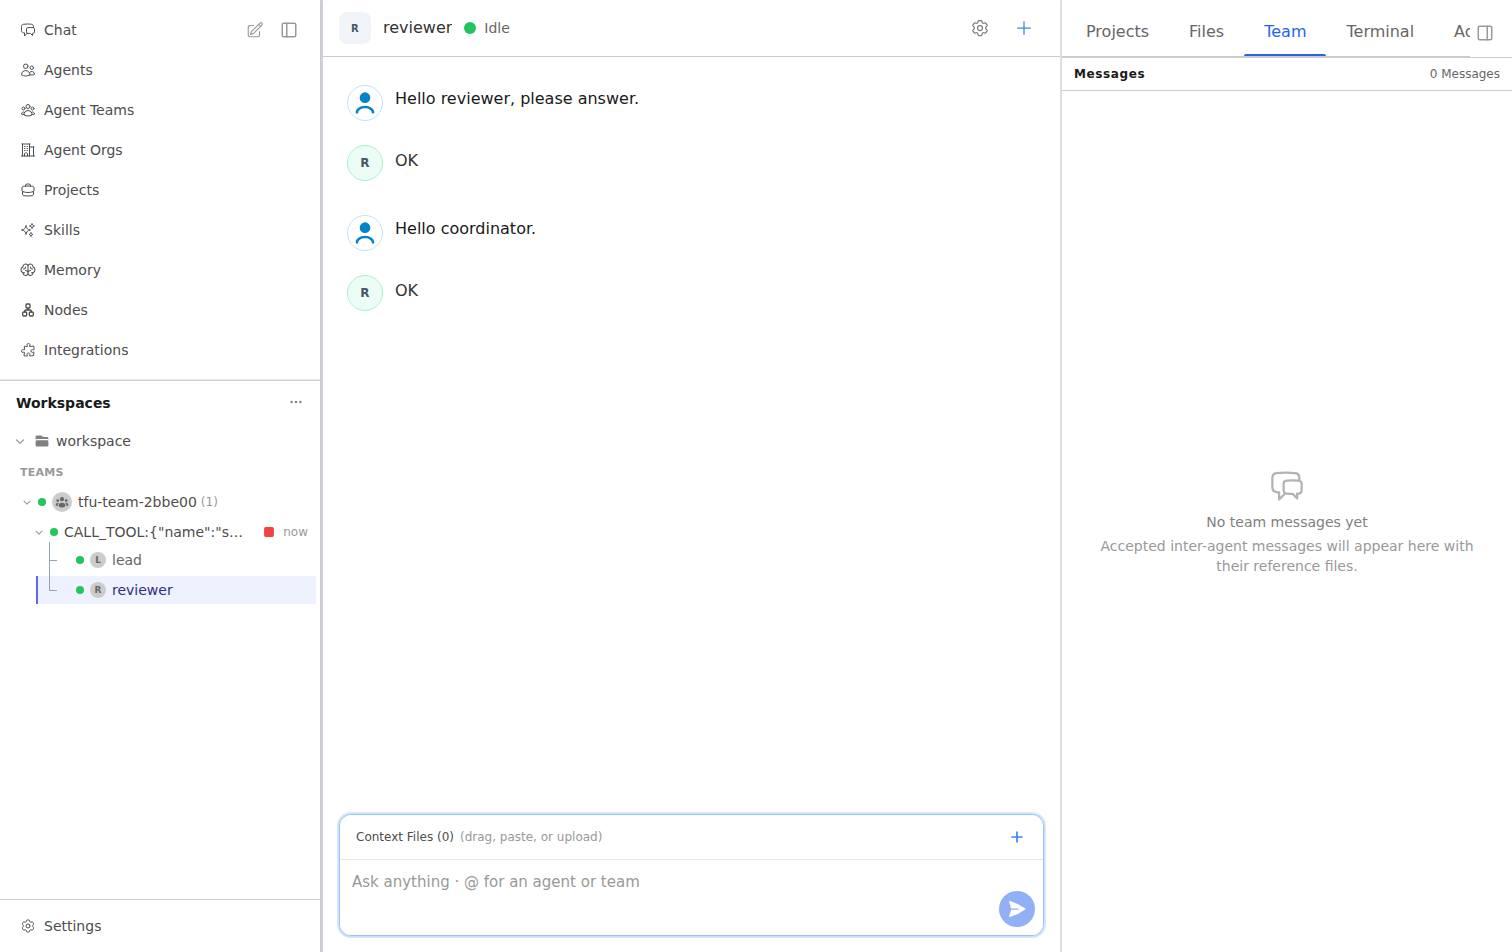 Chat
Agents
Agent Teams
Agent Orgs
Projects
Skills
Memory
Nodes
Integrations
Workspaces
workspace
TEAMS
tfu-team-2bbe00 (1)
CALL_TOOL:{"name":"s... now
L lead
R reviewer
Settings
R reviewer Idle
Hello reviewer, please answer.
R OK
Hello coordinator.
R OK
Context Files (0) (drag, paste, or upload)
Ask anything · @ for an agent or team
Projects Files Team Terminal Ac
Messages 0 Messages
No team messages yet
Accepted inter-agent messages will appear here with
their reference files.